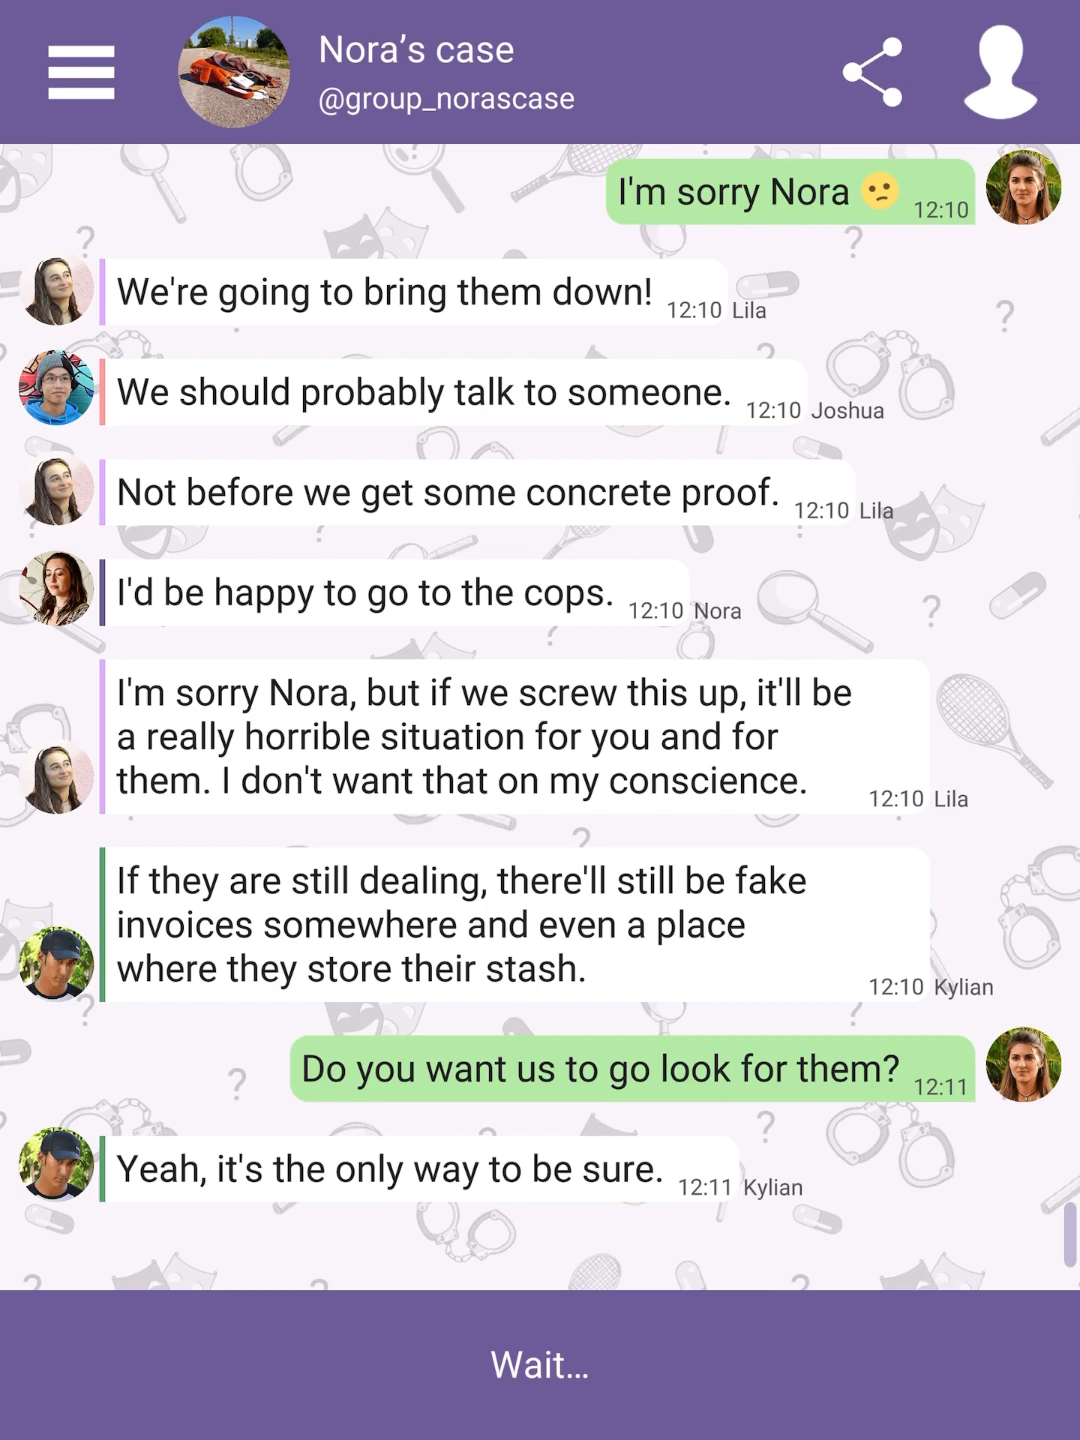 Nora’s case
@group_norascase
I'm sorry Nora 🫤 12:10
We're going to bring them down! 12:10 Lila
We should probably talk to someone. 12:10 Joshua
Not before we get some concrete proof. 12:10 Lila
I'd be happy to go to the cops. 12:10 Nora
I'm sorry Nora, but if we screw this up, it'll be
a really horrible situation for you and for
them. I don't want that on my conscience. 12:10 Lila
If they are still dealing, there'll still be fake
invoices somewhere and even a place
where they store their stash. 12:10 Kylian
Do you want us to go look for them? 12:11
Yeah, it's the only way to be sure. 12:11 Kylian
Wait...